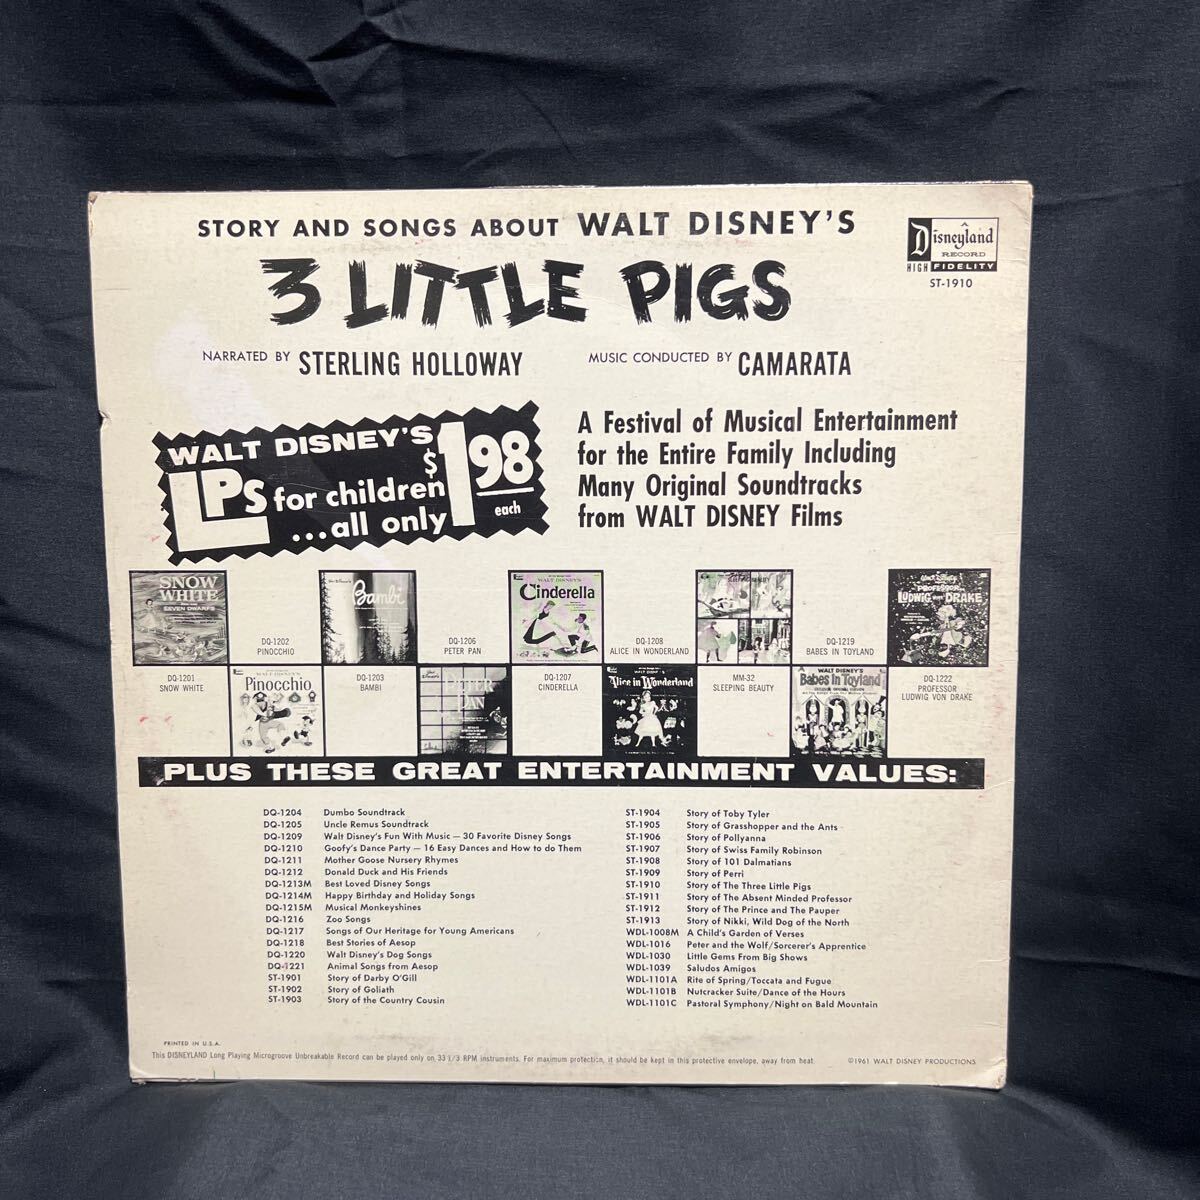 STORY AND SONGS ABOUT WALT DISNEY'S
3 LITTLE PIGS
Disneyland
RECORD
HIGH FIDELITY
ST-1910
NARRATED BY STERLING HOLLOWAY
MUSIC CONDUCTED BY CAMARATA
WALT DISNEY'S
LPs for children
...all only
$1.98
each
A Festival of Musical Entertainment
for the Entire Family Including
Many Original Soundtracks
from WALT DISNEY Films
SNOW
WHITE
SEVEN DWARFS
DQ-1202
PINOCCHIO
Bambi
DQ-1206
PETER PAN
WALT DISNEY'S
Cinderella
DQ-1208
ALICE IN WONDERLAND
SLEEPING BEAUTY
DQ-1219
BABES IN TOYLAND
Walt Disney's
PROFESSOR
LUDWIG VON DRAKE
DQ-1201
SNOW WHITE
WALT DISNEY'S
Pinocchio
DQ-1203
BAMBI
PETER
PAN
DQ-1207
CINDERELLA
WALT DISNEY'S
Alice in Wonderland
MM-32
SLEEPING BEAUTY
WALT DISNEY'S
Babes in Toyland
DQ-1222
PROFESSOR
LUDWIG VON DRAKE
PLUS THESE GREAT ENTERTAINMENT VALUES:
DQ-1204 Dumbo Soundtrack
DQ-1205 Uncle Remus Soundtrack
DQ-1209 Walt Disney's Fun With Music — 30 Favorite Disney Songs
DQ-1210 Goofy's Dance Party — 16 Easy Dances and How to do Them
DQ-1211 Mother Goose Nursery Rhymes
DQ-1212 Donald Duck and His Friends
DQ-1213M Best Loved Disney Songs
DQ-1214M Happy Birthday and Holiday Songs
DQ-1215M Musical Monkeyshines
DQ-1216 Zoo Songs
DQ-1217 Songs of Our Heritage for Young Americans
DQ-1218 Best Stories of Aesop
DQ-1220 Walt Disney's Dog Songs
DQ-1221 Animal Songs from Aesop
ST-1901 Story of Darby O'Gill
ST-1902 Story of Goliath
ST-1903 Story of the Country Cousin
ST-1904 Story of Toby Tyler
ST-1905 Story of Grasshopper and the Ants
ST-1906 Story of Pollyanna
ST-1907 Story of Swiss Family Robinson
ST-1908 Story of 101 Dalmatians
ST-1909 Story of Perri
ST-1910 Story of The Three Little Pigs
ST-1911 Story of The Absent Minded Professor
ST-1912 Story of The Prince and The Pauper
ST-1913 Story of Nikki, Wild Dog of the North
WDL-1008M A Child's Garden of Verses
WDL-1016 Peter and the Wolf/Sorcerer's Apprentice
WDL-1030 Little Gems From Big Shows
WDL-1039 Saludos Amigos
WDL-1101A Rite of Spring/Toccata and Fugue
WDL-1101B Nutcracker Suite/Dance of the Hours
WDL-1101C Pastoral Symphony/Night on Bald Mountain
PRINTED IN U.S.A.
This DISNEYLAND Long Playing Microgroove Unbreakable Record can be played only on 33 1/3 RPM instruments. For maximum protection, it should be kept in this protective envelope, away from heat
©1961 WALT DISNEY PRODUCTIONS